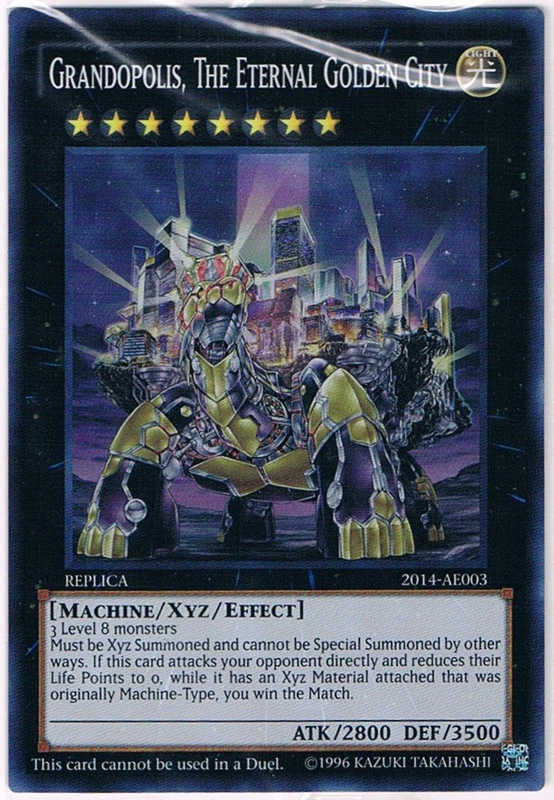 GRANDOPOLIS, THE ETERNAL GOLDEN CITY
LIGHT
光
REPLICA 2014-AE003
[MACHINE/XYZ/EFFECT]
3 Level 8 monsters
Must be Xyz Summoned and cannot be Special Summoned by other
ways. If this card attacks your opponent directly and reduces their
Life Points to 0, while it has an Xyz Material attached that was
originally Machine-Type, you win the Match.
ATK/2800 DEF/3500
This card cannot be used in a Duel. ©1996 KAZUKI TAKAHASHI